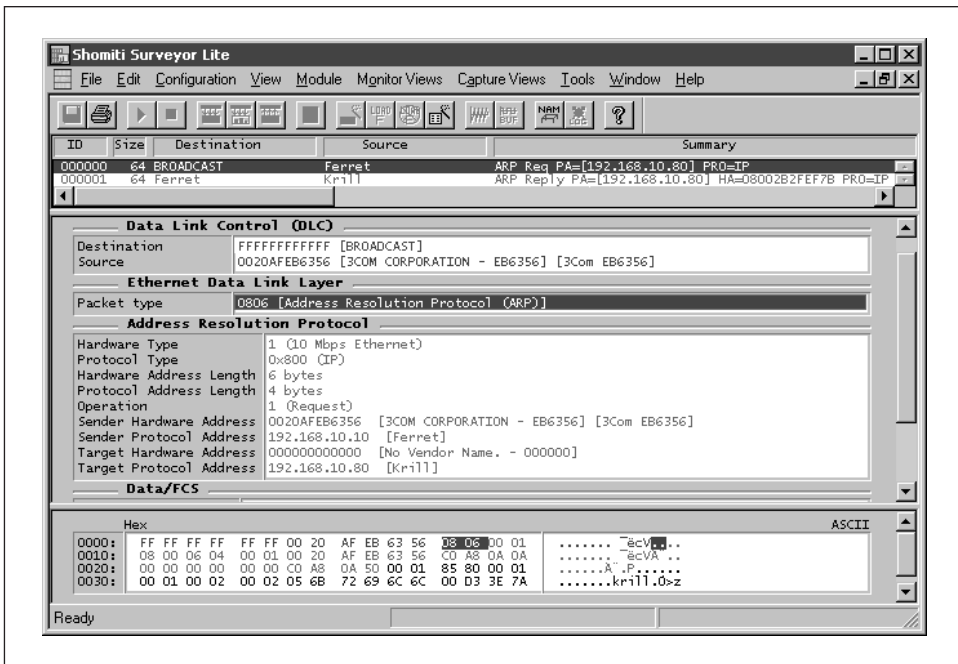 Shomiti Surveyor Lite
File Edit Configuration View Module Monitor Views Capture Views Tools Window Help
ID Size Destination Source Summary
000000 64 BROADCAST Ferret ARP Req PA=[192.168.10.80] PRO=IP
000001 64 Ferret Krill ARP Reply PA=[192.168.10.80] HA=08002B2FEF7B PRO=IP
Data Link Control (DLC)
Destination FFFFFFFFFFFF [BROADCAST]
Source 0020AFEB6356 [3COM CORPORATION - EB6356] [3Com EB6356]
Ethernet Data Link Layer
Packet type 0806 [Address Resolution Protocol (ARP)]
Address Resolution Protocol
Hardware Type 1 (10 Mbps Ethernet)
Protocol Type 0x800 (IP)
Hardware Address Length 6 bytes
Protocol Address Length 4 bytes
Operation 1 (Request)
Sender Hardware Address 0020AFEB6356 [3COM CORPORATION - EB6356] [3Com EB6356]
Sender Protocol Address 192.168.10.10 [Ferret]
Target Hardware Address 000000000000 [No Vendor Name. - 000000]
Target Protocol Address 192.168.10.80 [Krill]
Data/FCS
Hex ASCII
0000: FF FF FF FF FF FF 00 20 AF EB 63 56 08 06 00 01 ....... ¯ëcV....
0010: 08 00 06 04 00 01 00 20 AF EB 63 56 C0 A8 0A 0A ....... ¯ëcVÀ¨..
0020: 00 00 00 00 00 00 C0 A8 0A 50 00 01 85 80 00 01 ......À¨.P......
0030: 00 01 00 02 00 02 05 6B 72 69 6C 6C 00 D3 3E 7A .......krill.Ó>z
Ready